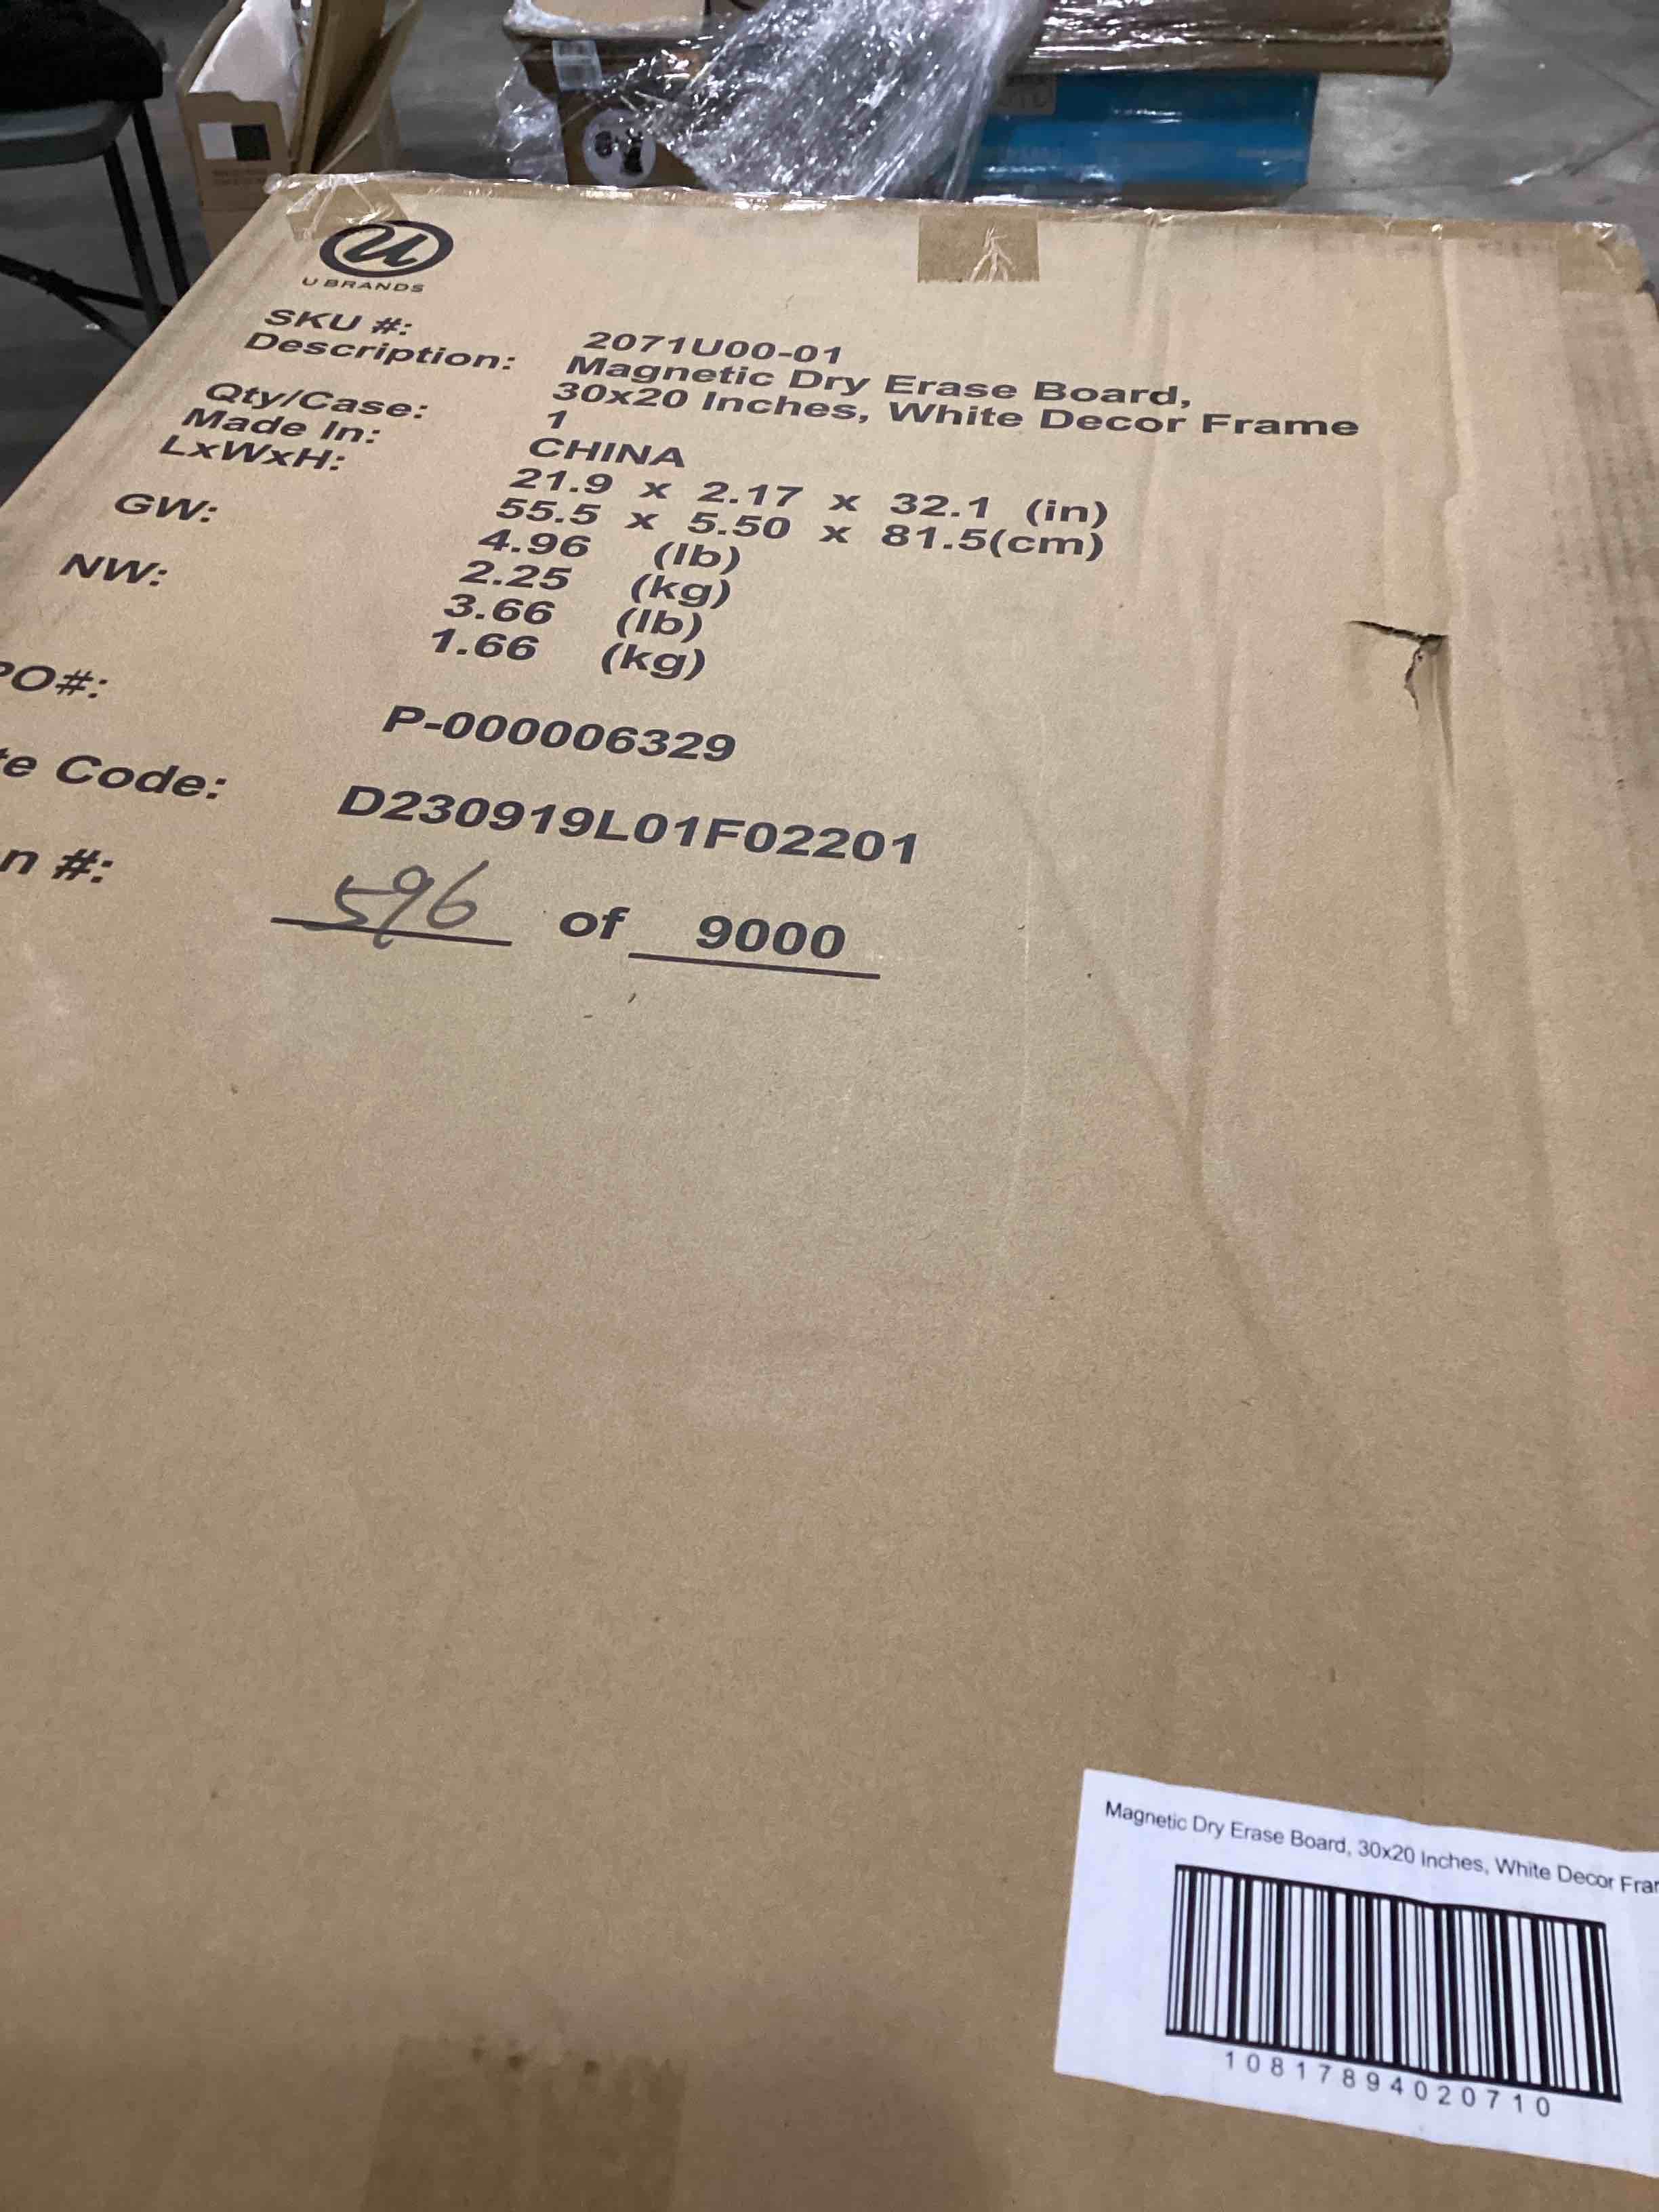 U BRANDS
SKU #: 2071U00-01
Description: Magnetic Dry Erase Board,
30x20 Inches, White Decor Frame
Qty/Case: 1
Made In: CHINA
LxWxH: 21.9 x 2.17 x 32.1 (in)
55.5 x 5.50 x 81.5(cm)
GW: 4.96 (lb)
2.25 (kg)
NW: 3.66 (lb)
1.66 (kg)
PO#: P-000006329
te Code: D230919L01F02201
n #: 596 of 9000
Magnetic Dry Erase Board, 30x20 Inches, White Decor Fra
10817894020710